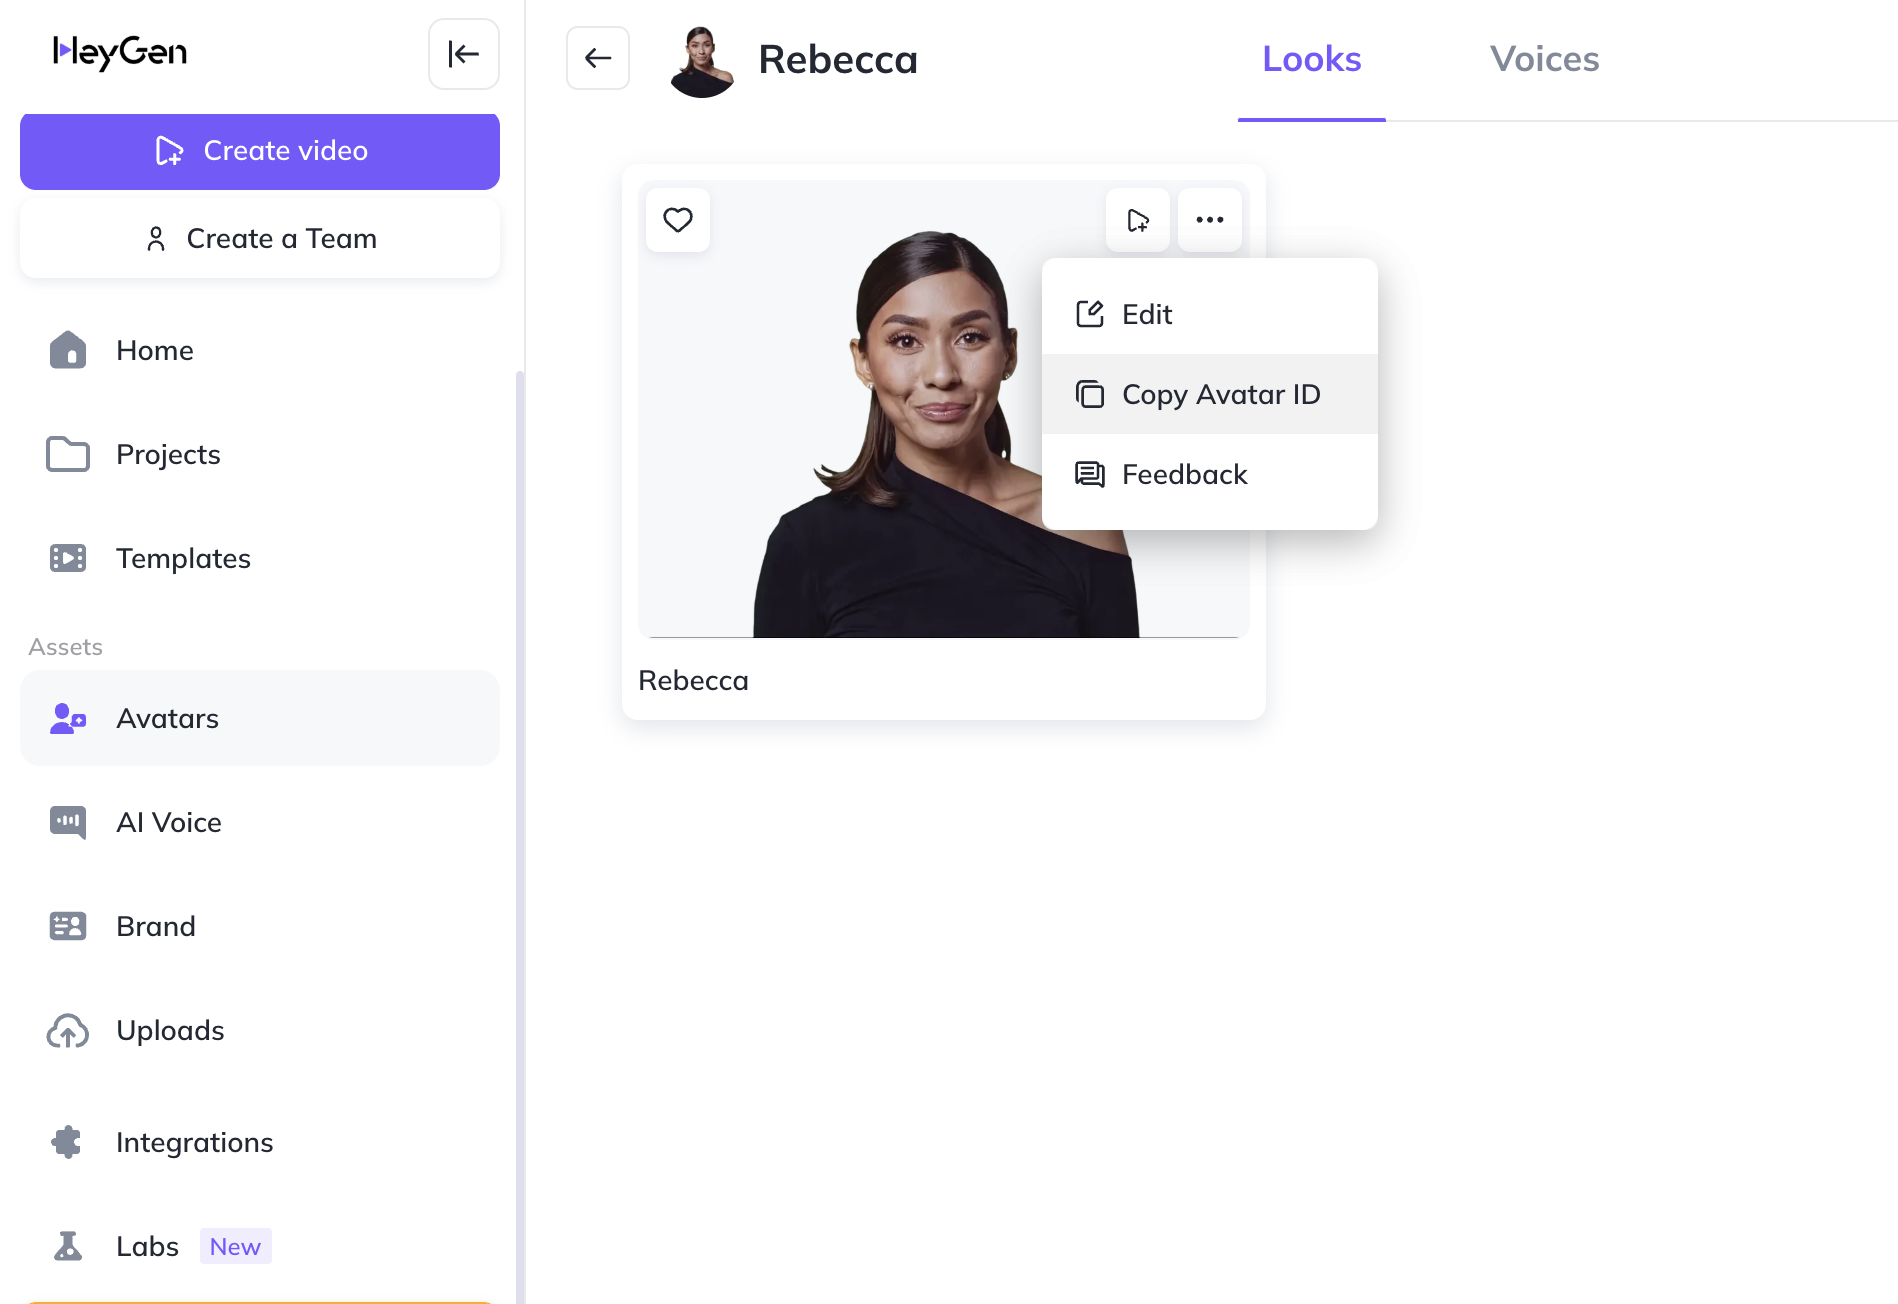 HeyGen
Create video
Create a Team
Home
Projects
Templates
Assets
Avatars
AI Voice
Brand
Uploads
Integrations
Labs New
Rebecca
Looks
Voices
Edit
Copy Avatar ID
Feedback
Rebecca